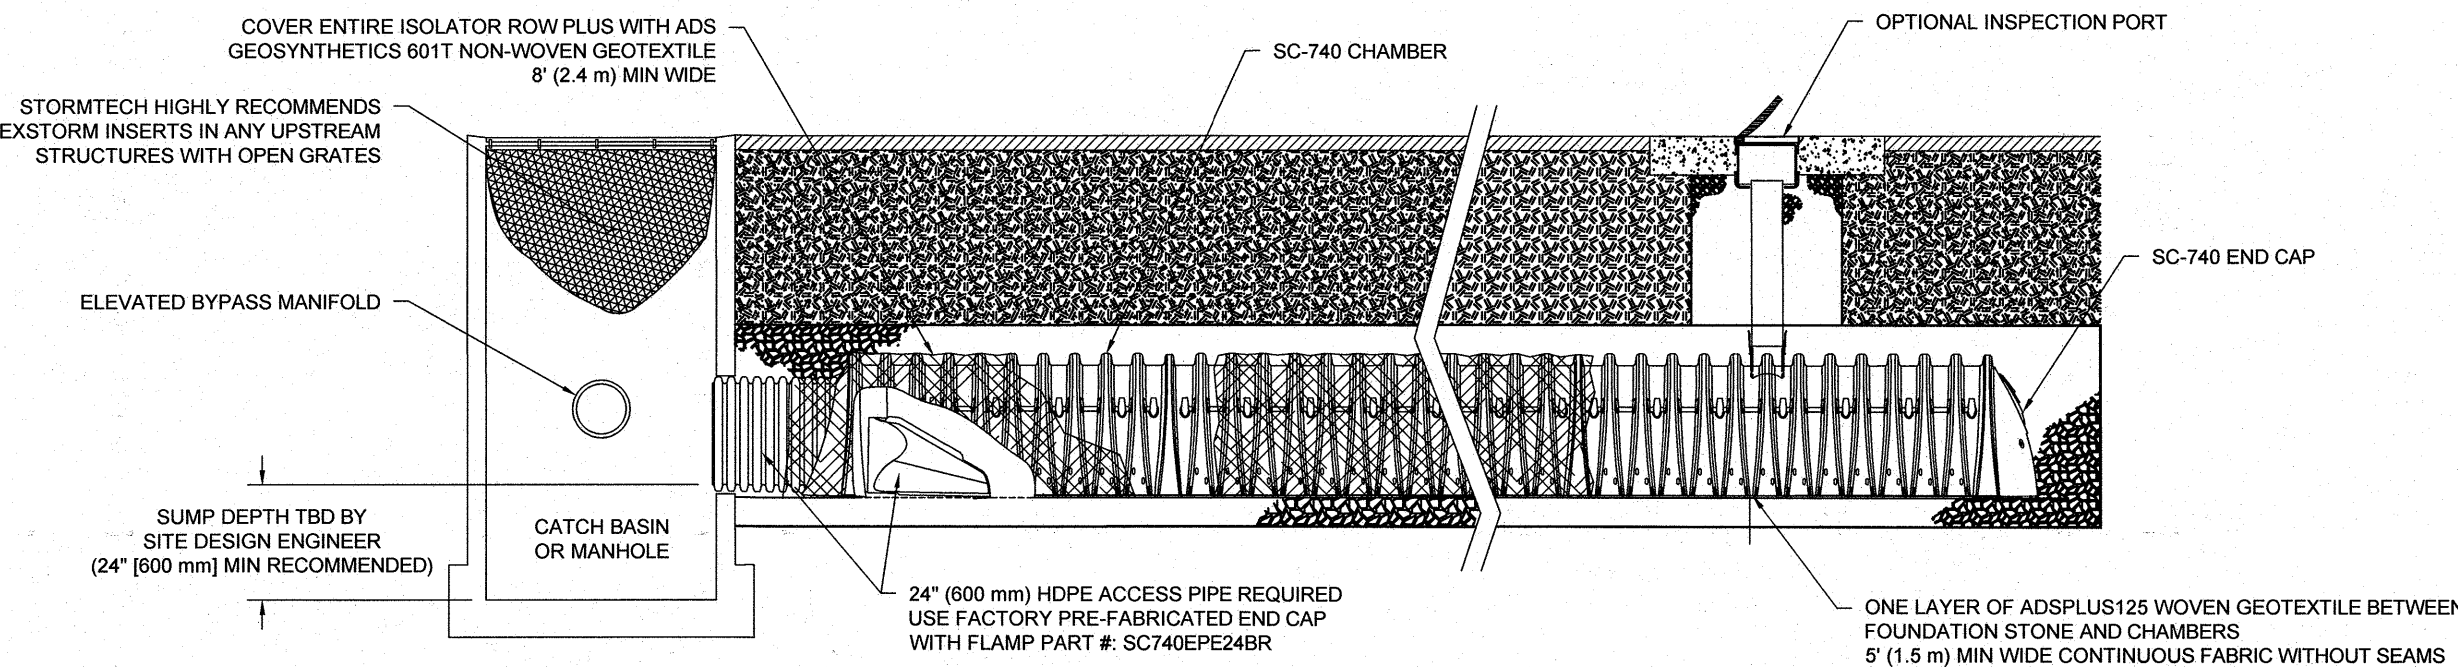 COVER ENTIRE ISOLATOR ROW PLUS WITH ADS
GEOSYNTHETICS 601T NON-WOVEN GEOTEXTILE
8' (2.4 m) MIN WIDE
SC-740 CHAMBER
OPTIONAL INSPECTION PORT
STORMTECH HIGHLY RECOMMENDS
EXSTORM INSERTS IN ANY UPSTREAM
STRUCTURES WITH OPEN GRATES
SC-740 END CAP
ELEVATED BYPASS MANIFOLD
SUMP DEPTH TBD BY
SITE DESIGN ENGINEER
(24" [600 mm] MIN RECOMMENDED)
CATCH BASIN
OR MANHOLE
24" (600 mm) HDPE ACCESS PIPE REQUIRED
USE FACTORY PRE-FABRICATED END CAP
WITH FLAMP PART #: SC740EPE24BR
ONE LAYER OF ADSPLUS125 WOVEN GEOTEXTILE BETWEEN
FOUNDATION STONE AND CHAMBERS
5' (1.5 m) MIN WIDE CONTINUOUS FABRIC WITHOUT SEAMS